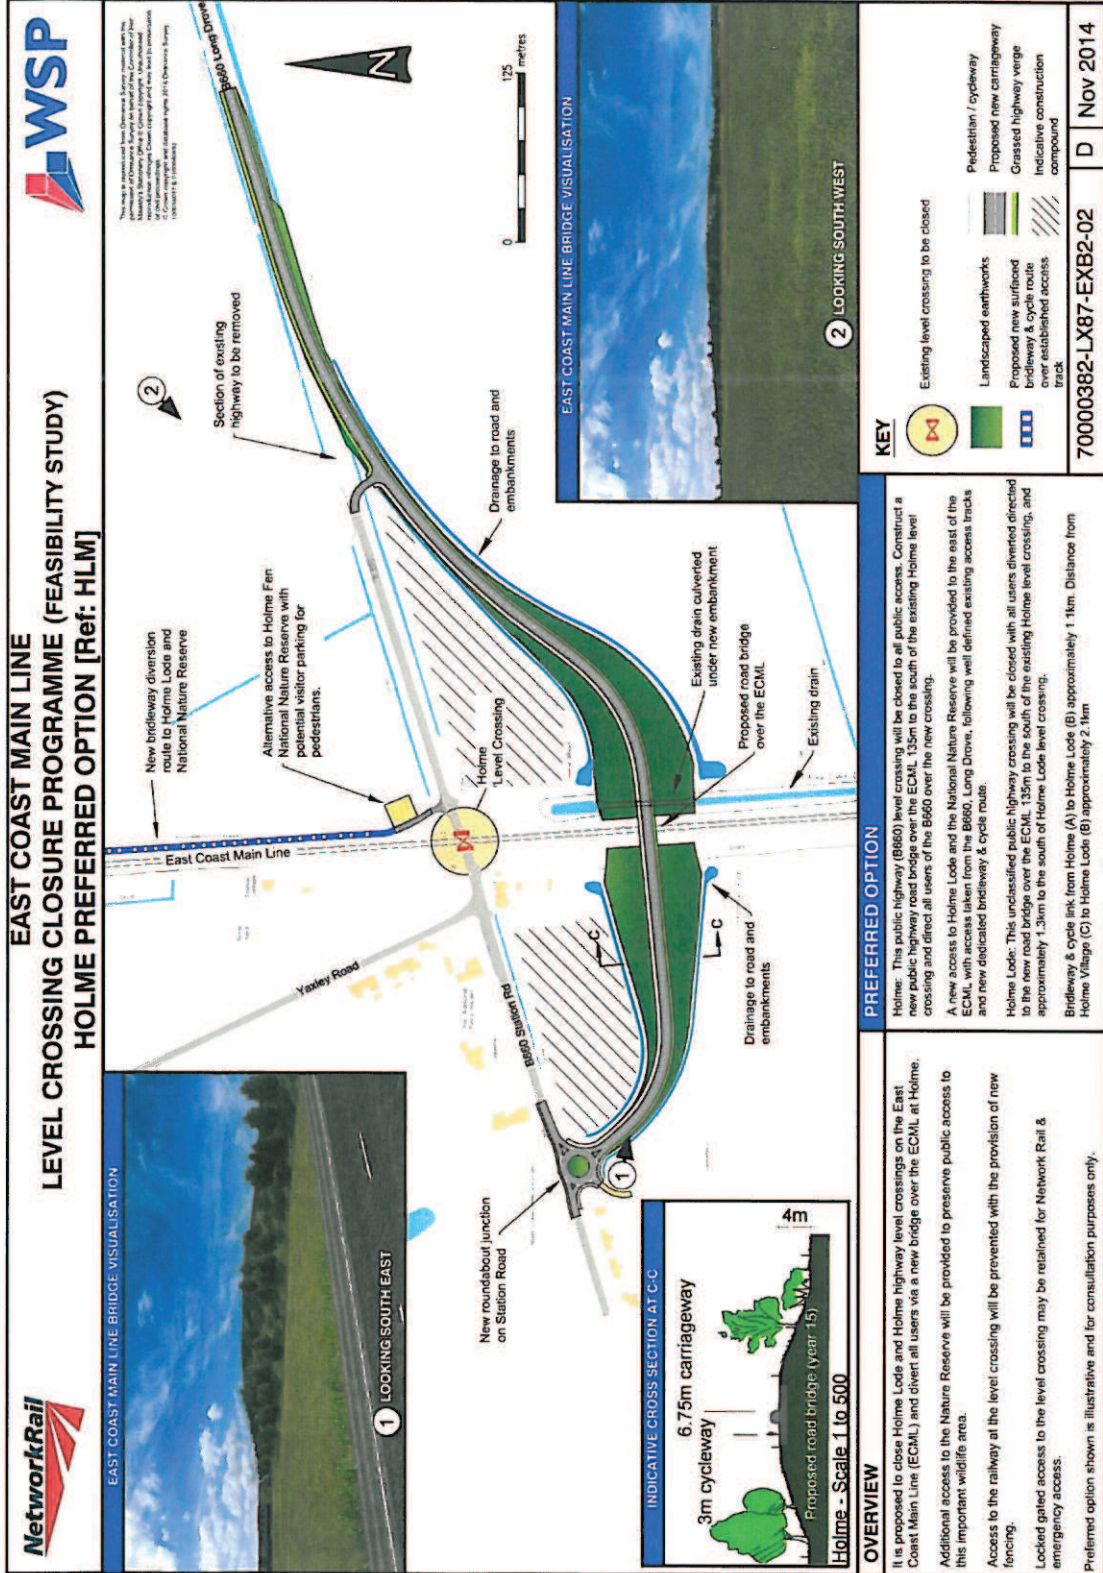 NetworkRail
EAST COAST MAIN LINE
LEVEL CROSSING CLOSURE PROGRAMME (FEASIBILITY STUDY)
HOLME PREFERRED OPTION [Ref: HLM]
WSP
EAST COAST MAIN LINE BRIDGE VISUALISATION
1 LOOKING SOUTH EAST
New bridleway diversion
route to Holme Lode and
National Nature Reserve
Alternative access to Holme Fen
National Nature Reserve with
potential visitor parking for
pedestrians.
East Coast Main Line
Holme
Level Crossing
Yaxley Road
B660 Station Rd
Section of existing
highway to be removed
2
B660 Long Drove
N
0
125
metres
Drainage to road and
embankments
Existing drain culverted
under new embankment
Proposed road bridge
over the ECML
Existing drain
C
C
Drainage to road and
embankments
New roundabout junction
on Station Road
1
EAST COAST MAIN LINE BRIDGE VISUALISATION
2 LOOKING SOUTH WEST
INDICATIVE CROSS SECTION AT C-C
3m cycleway
6.75m carriageway
4m
Proposed road bridge (year 15)
Holme - Scale 1 to 500
OVERVIEW
It is proposed to close Holme Lode and Holme highway level crossings on the East
Coast Main Line (ECML) and divert all users via a new bridge over the ECML at Holme.
Additional access to the Nature Reserve will be provided to preserve public access to
this important wildlife area.
Access to the railway at the level crossing will be prevented with the provision of new
fencing.
Locked gated access to the level crossing may be retained for Network Rail &
emergency access.
Preferred option shown is illustrative and for consultation purposes only.
PREFERRED OPTION
Holme: This public highway (B660) level crossing will be closed to all public access. Construct a
new public highway road bridge over the ECML 135m to the south of the existing Holme level
crossing and direct all users of the B660 over the new crossing.
A new access to Holme Lode and the National Nature Reserve will be provided to the east of the
ECML with access taken from the B660, Long Drove, following well defined existing access tracks
and new dedicated bridleway & cycle route.
Holme Lode: This unclassified public highway crossing will be closed with all users diverted directed
to the new road bridge over the ECML 135m to the south of the existing Holme level crossing, and
approximately 1.3km to the south of Holme Lode level crossing.
Bridleway & cycle link from Holme (A) to Holme Lode (B) approximately 1.1km. Distance from
Holme Village (C) to Holme Lode (B) approximately 2.1km
KEY
Existing level crossing to be closed
Landscaped earthworks
Proposed new surfaced
bridleway & cycle route
over established access
track
Pedestrian / cycleway
Proposed new carriageway
Grassed highway verge
Indicative construction
compound
70000382-LX87-EXB2-02
D
Nov 2014